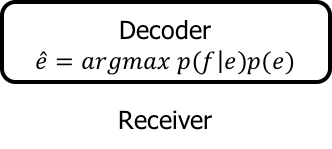 Decoder
ê = argmax p(f|e)p(e)
Receiver